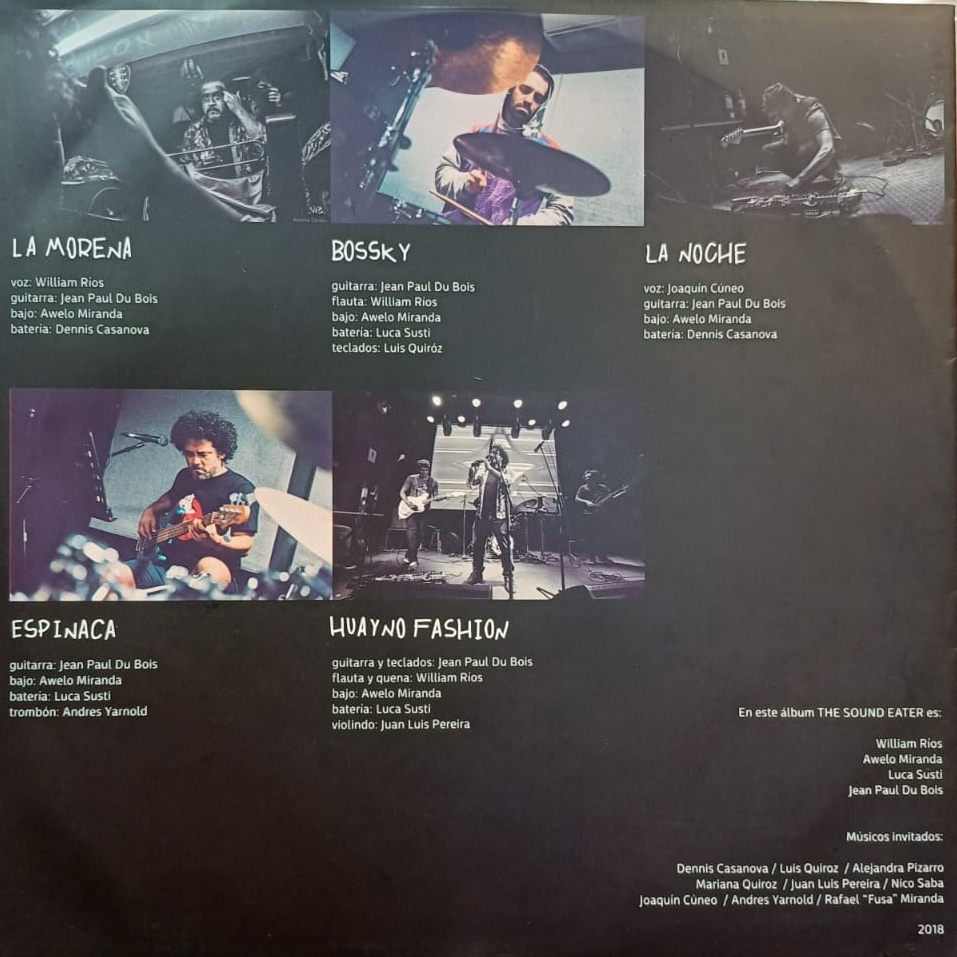 LA MORENA
voz: William Ríos
guitarra: Jean Paul Du Bois
bajo: Awelo Miranda
batería: Dennis Casanova
BOSSKY
guitarra: Jean Paul Du Bois
flauta: William Ríos
bajo: Awelo Miranda
batería: Luca Susti
teclados: Luis Quiróz
LA NOCHE
voz: Joaquín Cúneo
guitarra: Jean Paul Du Bois
bajo: Awelo Miranda
batería: Dennis Casanova
ESPINACA
guitarra: Jean Paul Du Bois
bajo: Awelo Miranda
batería: Luca Susti
trombón: Andres Yarnold
HUAYNO FASHION
guitarra y teclados: Jean Paul Du Bois
flauta y quena: William Ríos
bajo: Awelo Miranda
batería: Luca Susti
violindo: Juan Luis Pereira
En este álbum THE SOUND EATER es:
William Ríos
Awelo Miranda
Luca Susti
Jean Paul Du Bois
Músicos invitados:
Dennis Casanova / Luis Quiroz / Alejandra Pizarro
Mariana Quiroz / Juan Luis Pereira / Nico Saba
Joaquín Cúneo / Andres Yarnold / Rafael "Fusa" Miranda
2018